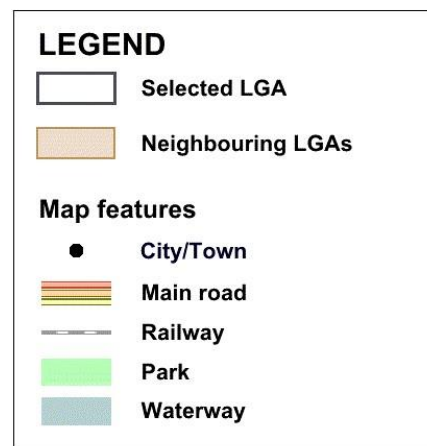 LEGEND
Selected LGA
Neighbouring LGAs
Map features
City/Town
Main road
Railway
Park
Waterway